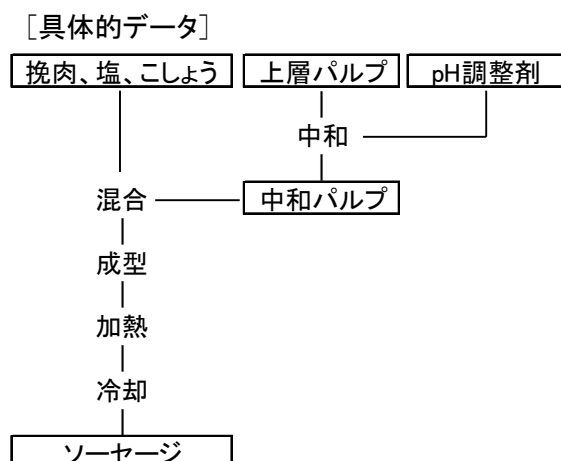 [具体的データ]
挽肉、塩、こしょう
上層パルプ
pH調整剤
中和
混合
中和パルプ
成型
加熱
冷却
ソーセージ